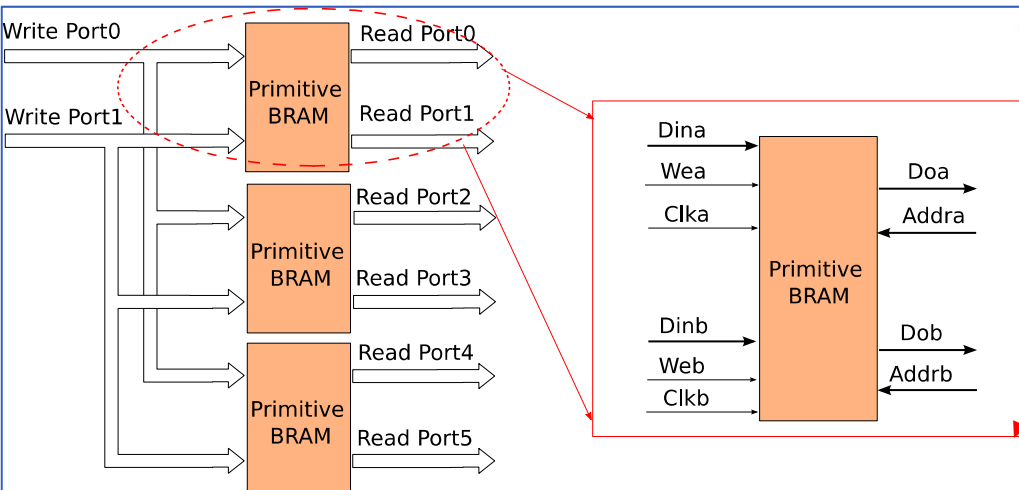 Write Port0
Read Port0
Primitive
BRAM
Write Port1
Read Port1
Read Port2
Primitive
BRAM
Read Port3
Read Port4
Primitive
BRAM
Read Port5
Dina
Wea
Clka
Doa
Addra
Primitive
BRAM
Dinb
Web
Clkb
Dob
Addrb